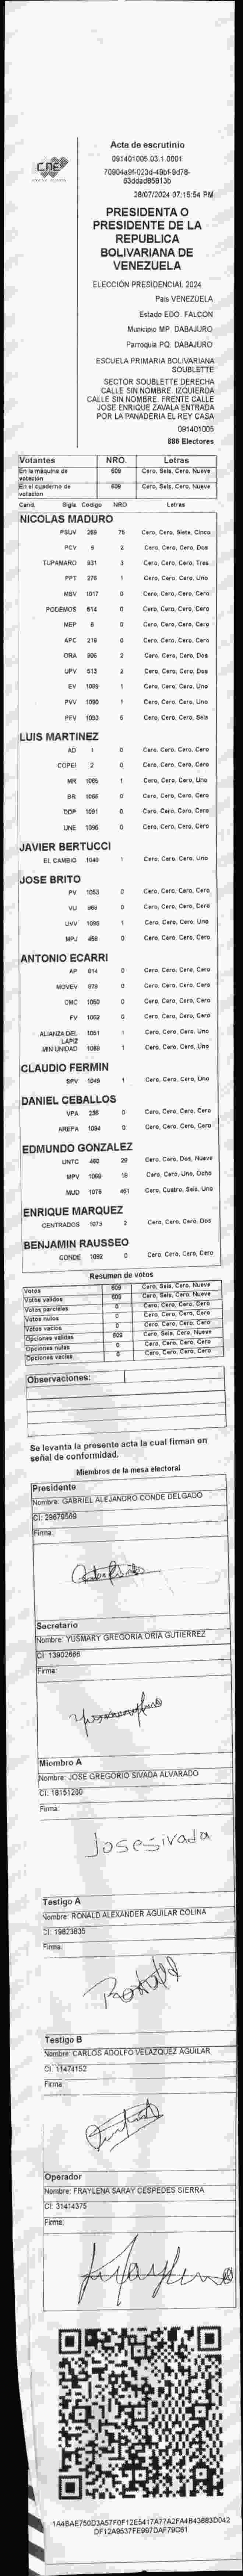 CNE
Acta de escrutinio
091401005.03.1.0001
70904a9f-023d-49bf-9d78-
63ddad85813b
28/07/2024 07:15:54 PM
PRESIDENTA O
PRESIDENTE DE LA
REPUBLICA
BOLIVARIANA DE
VENEZUELA
ELECCIÓN PRESIDENCIAL 2024
Pais VENEZUELA
Estado EDO. FALCON
Municipio MP. DABAJURO
Parroquia PQ. DABAJURO
ESCUELA PRIMARIA BOLIVARIANA
SOUBLETTE
SECTOR SOUBLETTE DERECHA
CALLE SIN NOMBRE. IZQUIERDA
CALLE SIN NOMBRE. FRENTE CALLE
JOSE ENRIQUE ZAVALA ENTRADA
POR LA PANADERIA EL REY CASA
091401005
886 Electores
Votantes NRO. Letras
En la máquina de votación 609 Cero, Seis, Cero, Nueve
En el cuaderno de votación 609 Cero, Seis, Cero, Nueve
Cand. Sigla Codigo NRO Letras
NICOLAS MADURO
PSUV 269 75 Cero, Cero, Siete, Cinco
PCV 9 2 Cero, Cero, Cero, Dos
TUPAMARO 831 3 Cero, Cero, Cero, Tres
PPT 276 1 Cero, Cero, Cero, Uno
MSV 1017 0 Cero, Cero, Cero, Cero
PODEMOS 614 0 Cero, Cero, Cero, Cero
MEP 6 0 Cero, Cero, Cero, Cero
APC 219 0 Cero, Cero, Cero, Cero
ORA 906 2 Cero, Cero, Cero, Dos
UPV 513 2 Cero, Cero, Cero, Dos
EV 1089 1 Cero, Cero, Cero, Uno
PVV 1090 1 Cero, Cero, Cero, Uno
PFV 1093 6 Cero, Cero, Cero, Seis
LUIS MARTINEZ
AD 1 0 Cero, Cero, Cero, Cero
COPEI 2 0 Cero, Cero, Cero, Cero
MR 1065 1 Cero, Cero, Cero, Uno
BR 1066 0 Cero, Cero, Cero, Cero
DDP 1091 0 Cero, Cero, Cero, Cero
UNE 1096 0 Cero, Cero, Cero, Cero
JAVIER BERTUCCI
EL CAMBIO 1049 1 Cero, Cero, Cero, Uno
JOSE BRITO
PV 1053 0 Cero, Cero, Cero, Cero
VU 0 Cero, Cero, Cero, Cero
UVV 1 Cero, Cero, Cero, Uno
MPJ 458 0 Cero, Cero, Cero, Cero
ANTONIO ECARRI
AP 814 0 Cero, Cero, Cero, Cero
MOVEV 878 0 Cero, Cero, Cero, Cero
CMC 1050 0 Cero, Cero, Cero, Cero
FV 1062 0 Cero, Cero, Cero, Cero
ALIANZA DEL LAPIZ 1081 1 Cero, Cero, Cero, Uno
MIN UNIDAD 1069 1 Cero, Cero, Cero, Uno
CLAUDIO FERMIN
SPV 1048 1 Cero, Cero, Cero, Uno
DANIEL CEBALLOS
VPA 236 0 Cero, Cero, Cero, Cero
AREPA 1094 0 Cero, Cero, Cero, Cero
EDMUNDO GONZALEZ
UNTC 460 29 Cero, Cero, Dos, Nueve
MPV 1069 18 Cero, Cero, Uno, Ocho
MUD 1076 461 Cero, Cuatro, Seis, Uno
ENRIQUE MARQUEZ
CENTRADOS 1073 2 Cero, Cero, Cero, Dos
BENJAMIN RAUSSEO
CONDE 1092 0 Cero, Cero, Cero, Cero
Resumen de votos
Votos 609 Cero, Seis, Cero, Nueve
Votos validos 609 Cero, Seis, Cero, Nueve
Votos parciales 0 Cero, Cero, Cero, Cero
Votos nulos 0 Cero, Cero, Cero, Cero
Votos vacios 0 Cero, Cero, Cero, Cero
Opciones validas 609 Cero, Seis, Cero, Nueve
Opciones nulas 0 Cero, Cero, Cero, Cero
Opciones vacias 0 Cero, Cero, Cero, Cero
Observaciones:
Se levanta la presente acta la cual firman en
señal de conformidad.
Miembros de la mesa electoral
Presidente
Nombre: GABRIEL ALEJANDRO CONDE DELGADO
CI: 29679569
Firma:
Secretario
Nombre: YUSMARY GREGORIA ORIA GUTIERREZ
CI: 13902666
Firma:
Miembro A
Nombre: JOSE GREGORIO SIVADA ALVARADO
CI: 18151280
Firma:
Josesivada
Testigo A
Nombre: RONALD ALEXANDER AGUILAR COLINA
CI: 19823835
Firma:
Ronald
Testigo B
Nombre: CARLOS ADOLFO VELAZQUEZ AGUILAR
CI: 11474152
Firma:
Operador
Nombre: FRAYLENA SARAY CESPEDES SIERRA
CI: 31414375
Firma:
1A4BAE750D3A57F0F12E5417A77A2FA4B43883D042
DF12A9537FE997DAF79C61